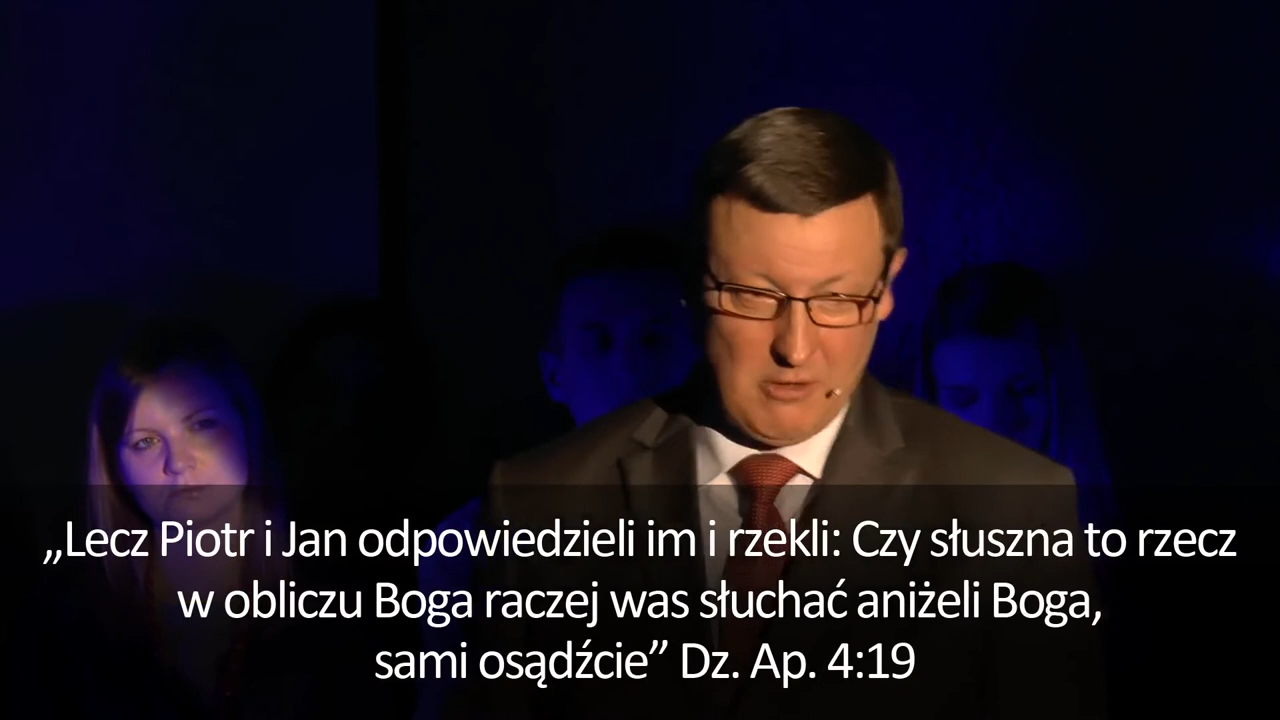 „Lecz Piotr i Jan odpowiedzieli im i rzekli: Czy słuszna to rzecz
w obliczu Boga raczej was słuchać aniżeli Boga,
sami osądźcie” Dz. Ap. 4:19